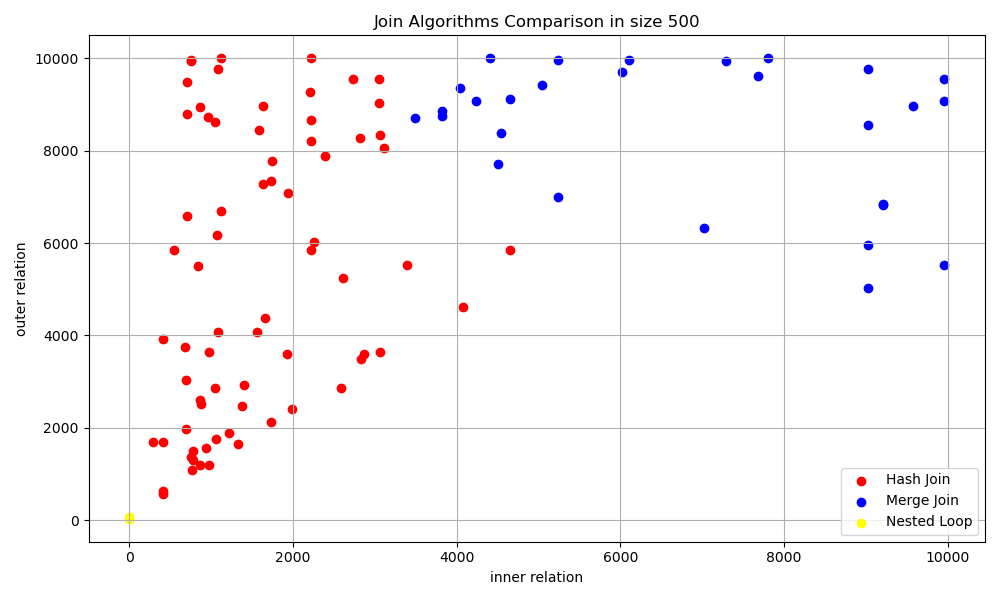 Join Algorithms Comparison in size 500
outer relation
10000
8000
6000
4000
2000
0
0 2000 4000 6000 8000 10000
inner relation
Hash Join
Merge Join
Nested Loop